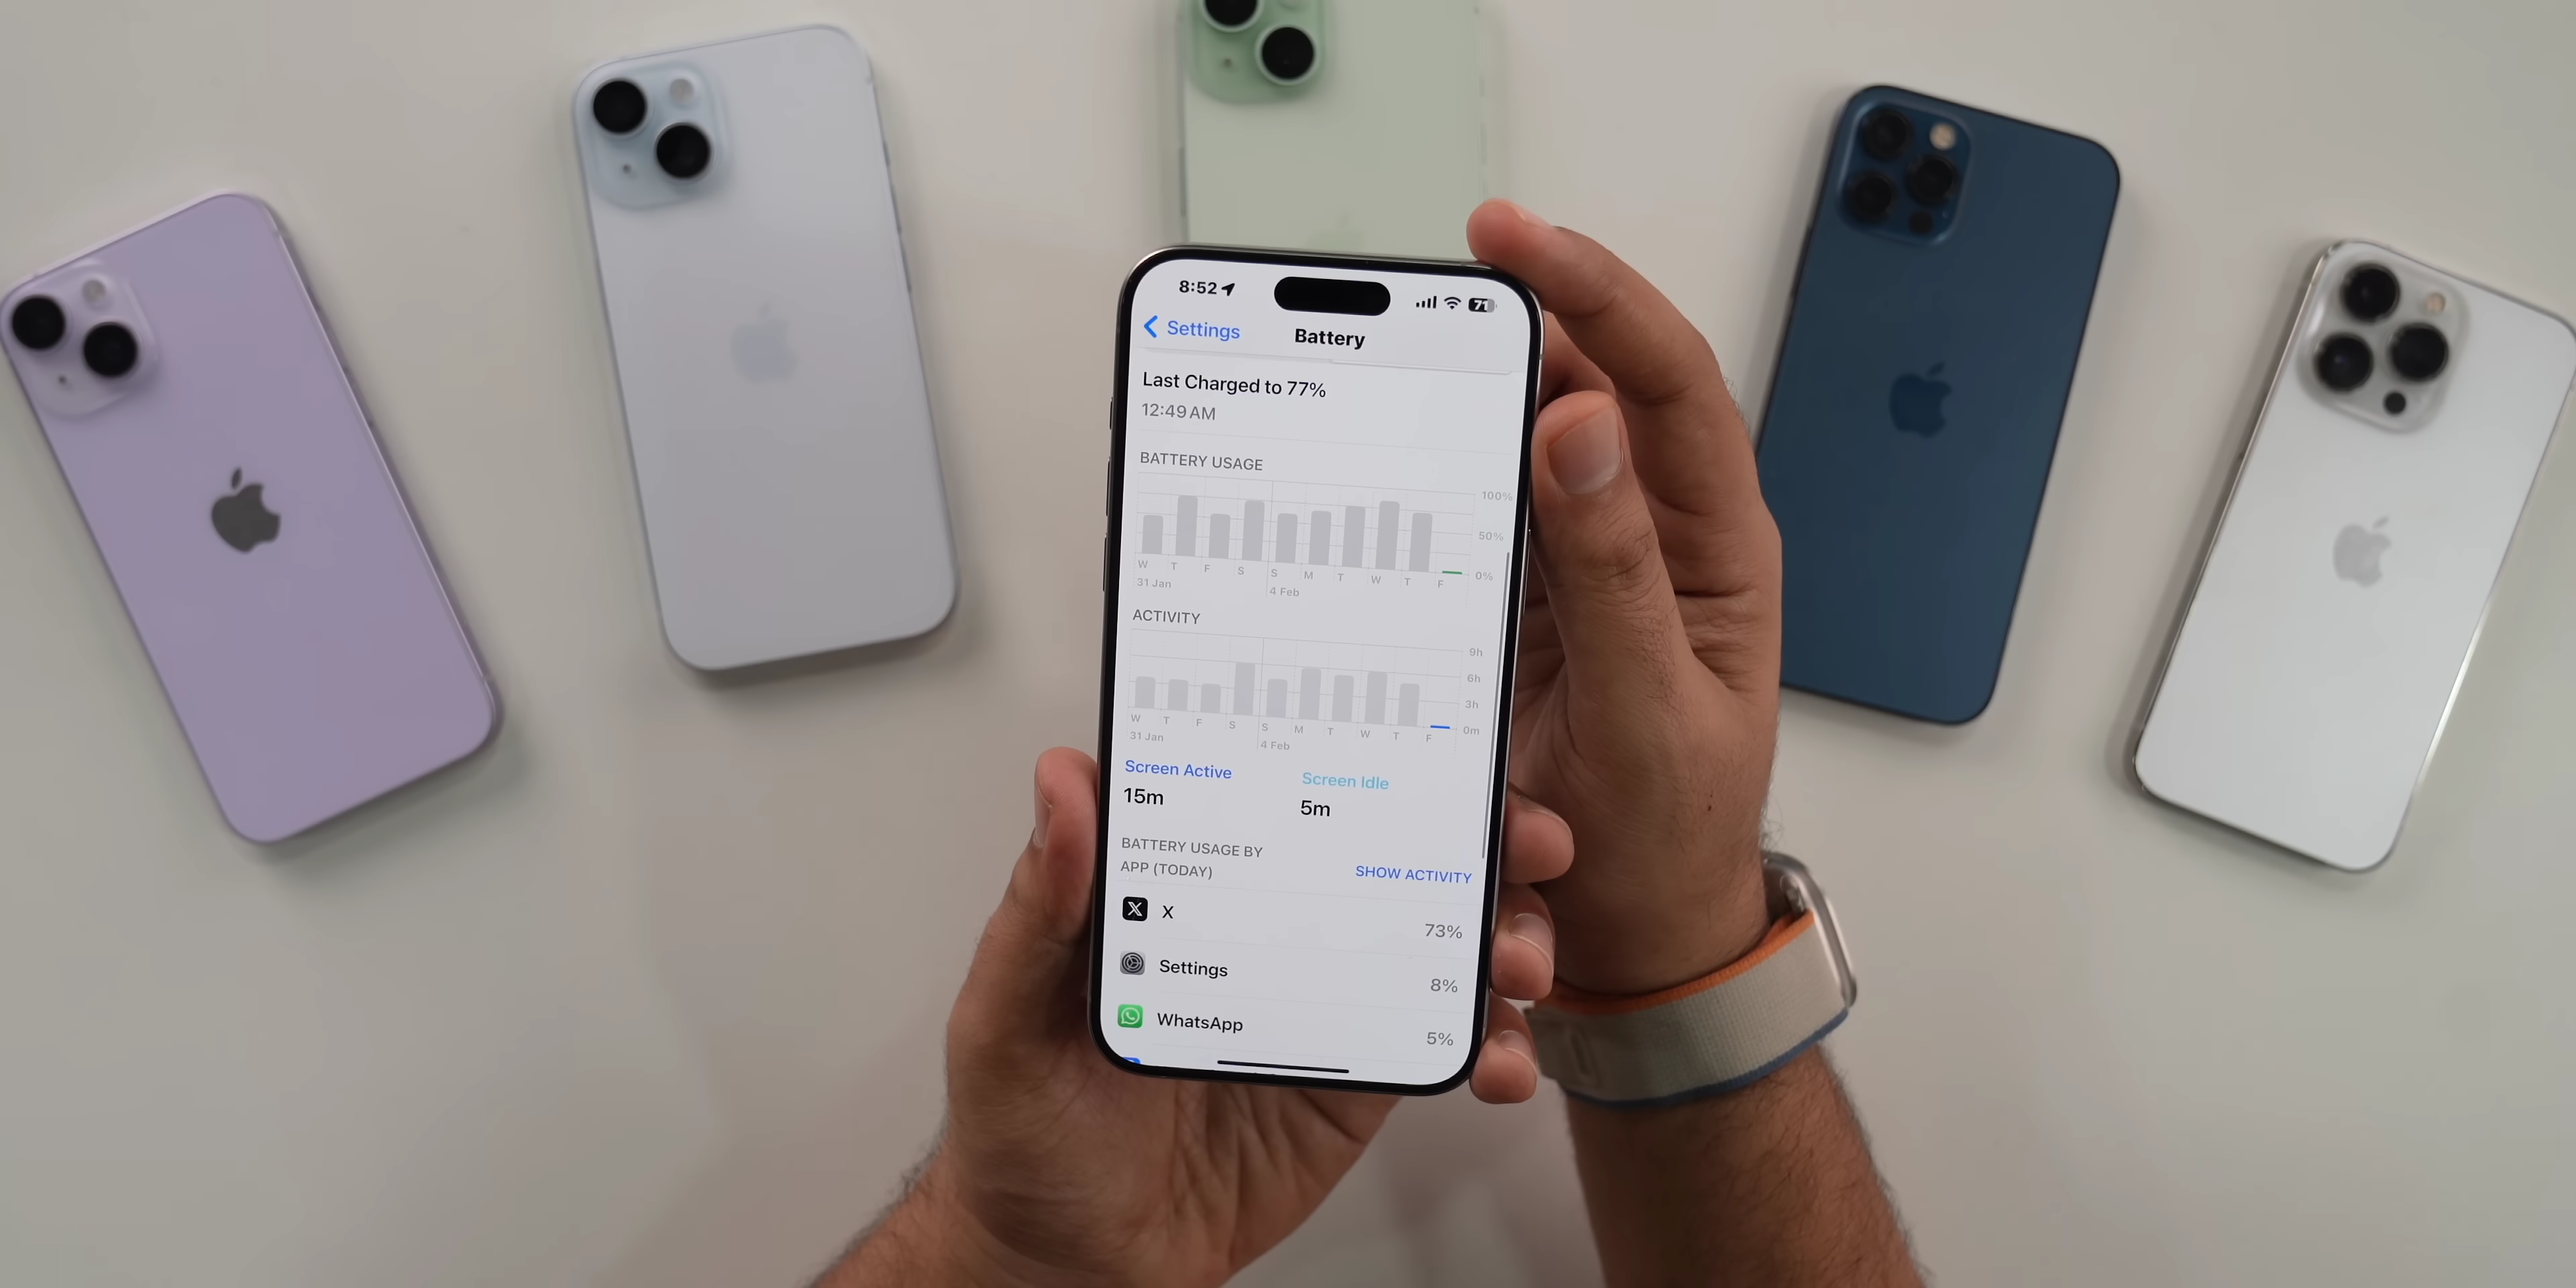 8:52
71
Settings
Battery
Last Charged to 77%
12:49 AM
BATTERY USAGE
100%
50%
0%
W T F S S M T W T F
31 Jan
4 Feb
ACTIVITY
9h
6h
3h
0m
W T F S S M T W T F
31 Jan
4 Feb
Screen Active
Screen Idle
15m
5m
BATTERY USAGE BY
APP (TODAY)
SHOW ACTIVITY
X
73%
Settings
8%
WhatsApp
5%